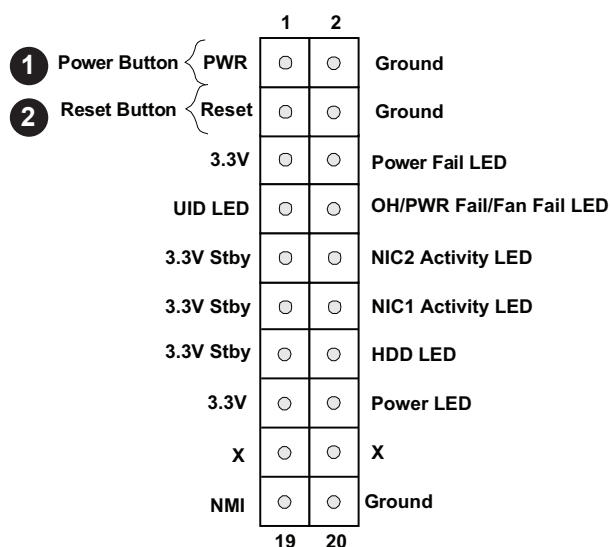 1 2
1 Power Button PWR Ground
2 Reset Button Reset Ground
3.3V Power Fail LED
UID LED OH/PWR Fail/Fan Fail LED
3.3V Stby NIC2 Activity LED
3.3V Stby NIC1 Activity LED
3.3V Stby HDD LED
3.3V Power LED
X X
NMI Ground
19 20